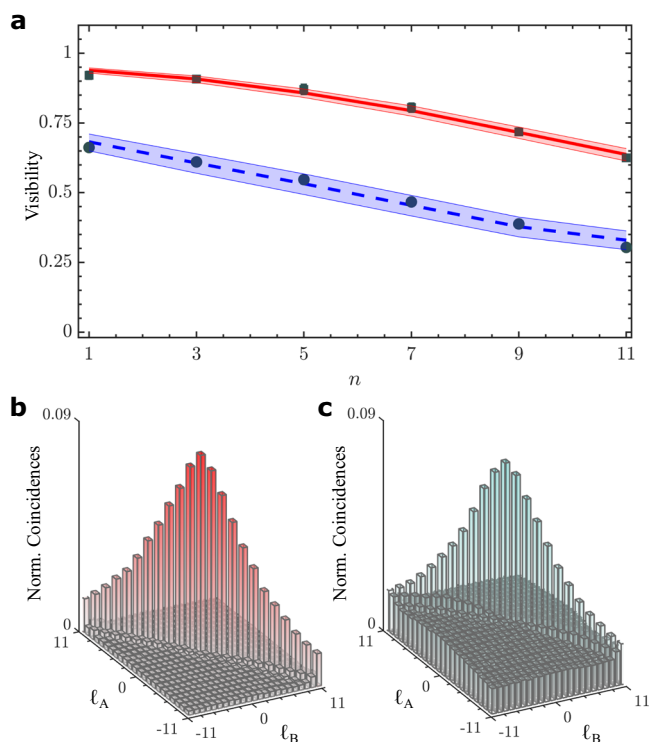 a
1
0.75
0.5
0.25
0
Visibility
1 3 5 7 9 11
n
b
0.09
Norm. Coincidences
0
11
0
-11
ℓA
-11
0
11
ℓB
c
0.09
Norm. Coincidences
0
11
0
-11
ℓA
-11
0
11
ℓB